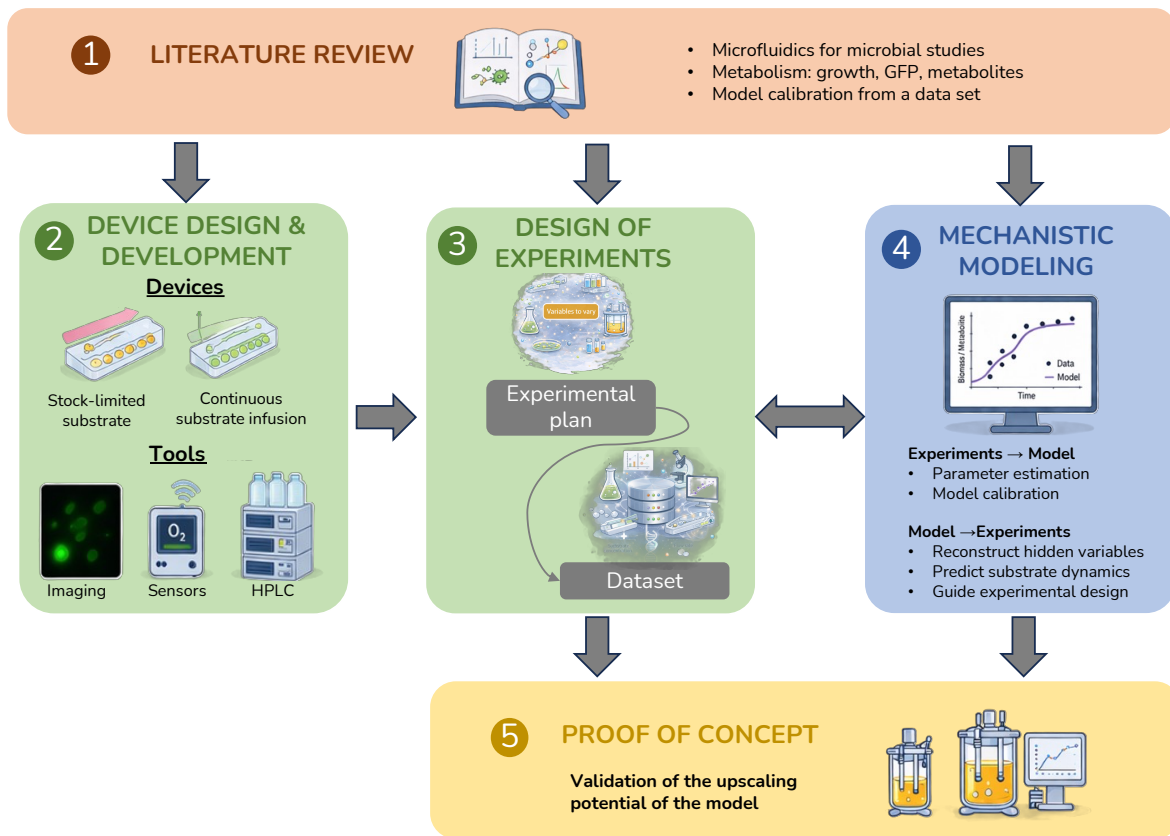 1 LITERATURE REVIEW
• Microfluidics for microbial studies
• Metabolism: growth, GFP, metabolites
• Model calibration from a data set
2 DEVICE DESIGN &
DEVELOPMENT
Devices
Stock-limited
substrate
Continuous
substrate infusion
Tools
O2
Imaging
Sensors
HPLC
3 DESIGN OF
EXPERIMENTS
Variables to vary
Experimental
plan
Dataset
4 MECHANISTIC
MODELING
Biomass / Metabolite
Data
Model
Time
Experiments → Model
• Parameter estimation
• Model calibration
Model →Experiments
• Reconstruct hidden variables
• Predict substrate dynamics
• Guide experimental design
5 PROOF OF CONCEPT
Validation of the upscaling
potential of the model